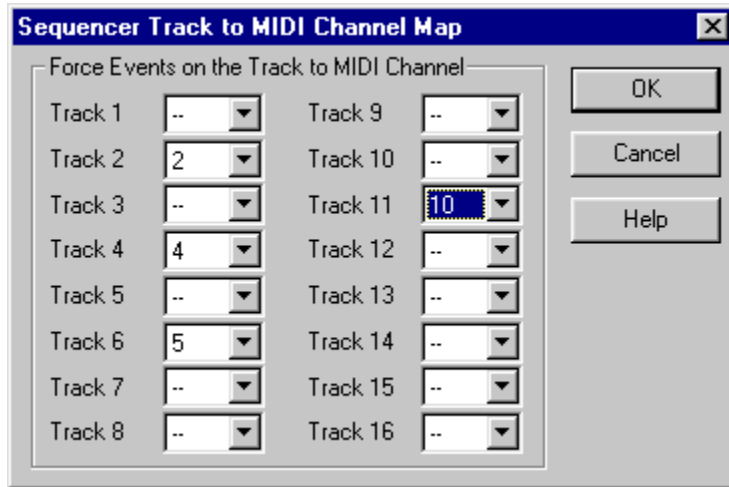 Sequencer Track to MIDI Channel Map
Force Events on the Track to MIDI Channel
Track 1 -- Track 9 --
Track 2 2 Track 10 --
Track 3 -- Track 11 10
Track 4 4 Track 12 --
Track 5 -- Track 13 --
Track 6 5 Track 14 --
Track 7 -- Track 15 --
Track 8 -- Track 16 --
OK
Cancel
Help